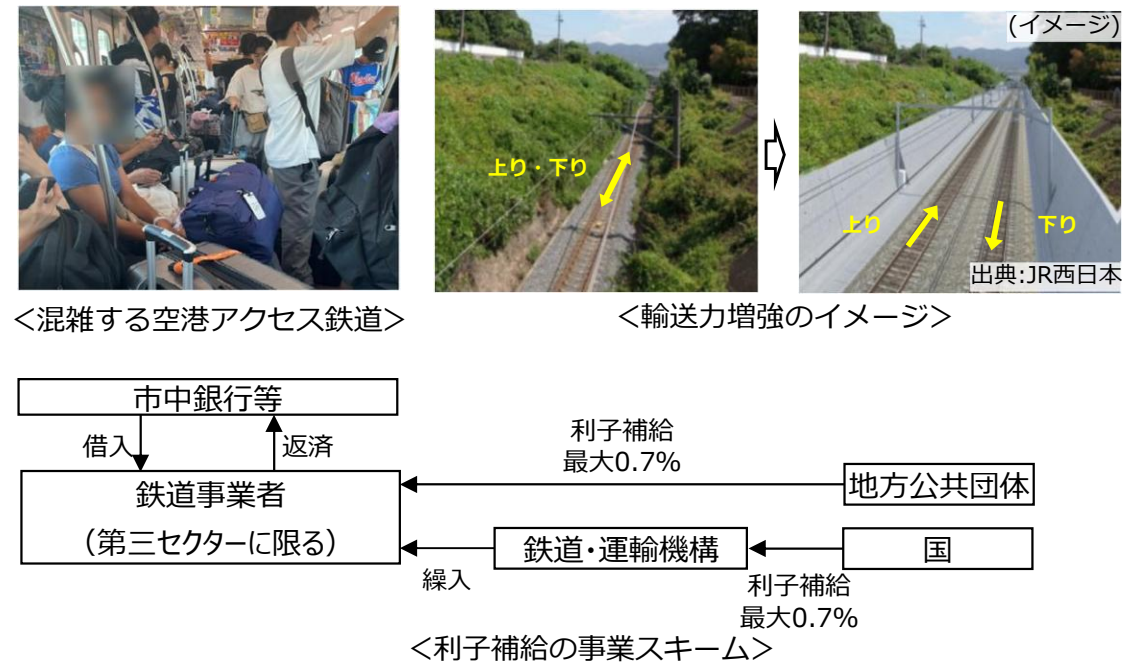 (イメージ)
上り・下り
上り
下り
出典:JR西日本
<混雑する空港アクセス鉄道>
<輸送力増強のイメージ>
市中銀行等
借入
返済
鉄道事業者
(第三セクターに限る)
利子補給
最大0.7%
地方公共団体
鉄道・運輸機構
国
繰入
利子補給
最大0.7%
<利子補給の事業スキーム>